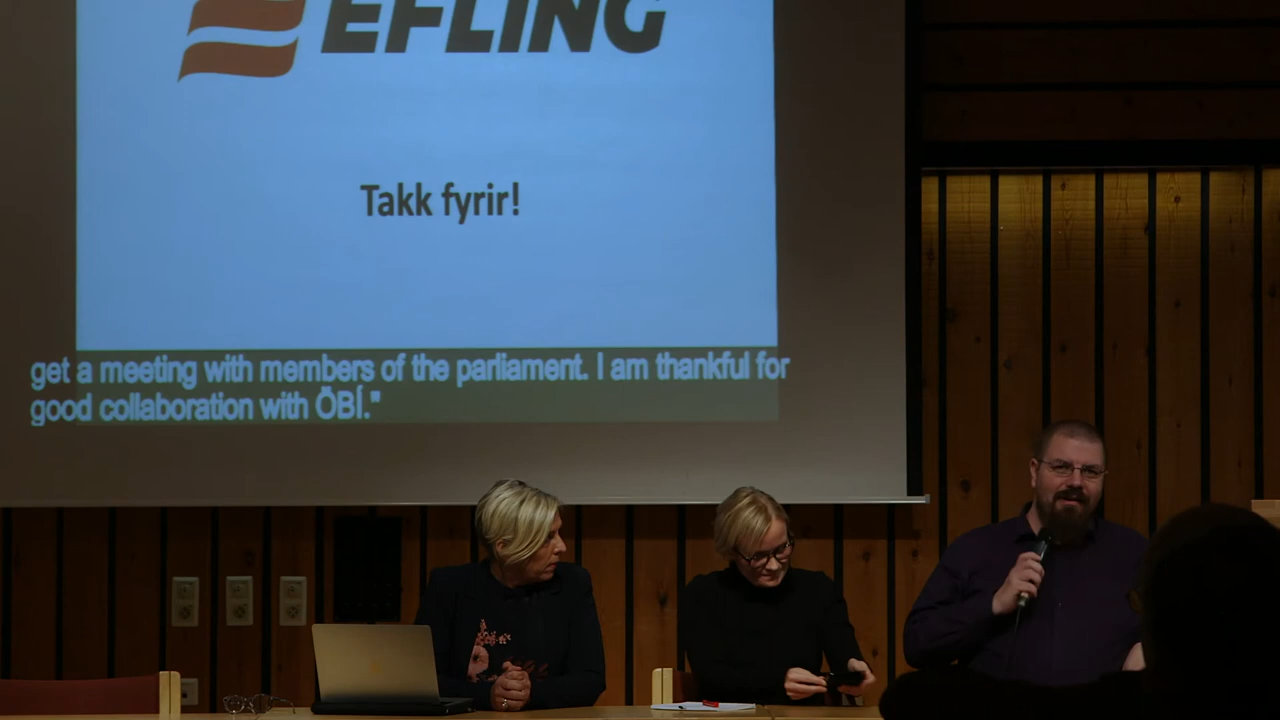 EFLING
Takk fyrir!
get a meeting with members of the parliament. I am thankful for
good collaboration with ÖBÍ."